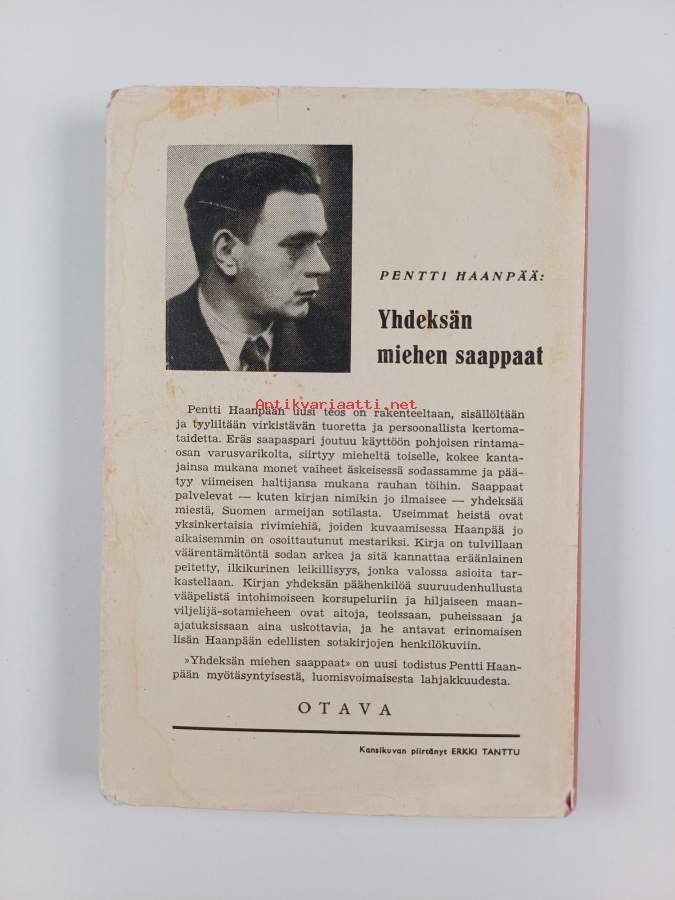 PENTTI HAANPÄÄ:
Yhdeksän
miehen saappaat
Antikvariaatti.net
Pentti Haanpään uusi teos on rakenteeltaan, sisällöltään
ja tyyliltään virkistävän tuoretta ja persoonallista kertoma-
taidetta. Eräs saapaspari joutuu käyttöön pohjoisen rintama-
osan varusvarikolta, siirtyy mieheltä toiselle, kokee kanta-
jainsa mukana monet vaiheet äskeisessä sodassamme ja pää-
tyy viimeisen haltijansa mukana rauhan töihin. Saappaat
palvelevat — kuten kirjan nimikin jo ilmaisee — yhdeksää
miestä, Suomen armeijan sotilasta. Useimmat heistä ovat
yksinkertaisia rivimiehiä, joiden kuvaamisessa Haanpää jo
aikaisemmin on osoittautunut mestariksi. Kirja on tulvillaan
väärentämätöntä sodan arkea ja sitä kannattaa eräänlainen
peitetty, ilkikurinen leikillisyys, jonka valossa asioita tar-
kastellaan. Kirjan yhdeksän päähenkilöä suuruudenhullusta
vääpelistä intohimoiseen korsupeluriin ja hiljaiseen maan-
viljelijä-sotamieheen ovat aitoja, teoissaan, puheissaan ja
ajatuksissaan aina uskottavia, ja he antavat erinomaisen
lisän Haanpään edellisten sotakirjojen henkilökuviin.
»Yhdeksän miehen saappaat» on uusi todistus Pentti Haan-
pään myötäsyntyisestä, luomisvoimaisesta lahjakkuudesta.
OTAVA
Kansikuvan piirtänyt ERKKI TANTTU